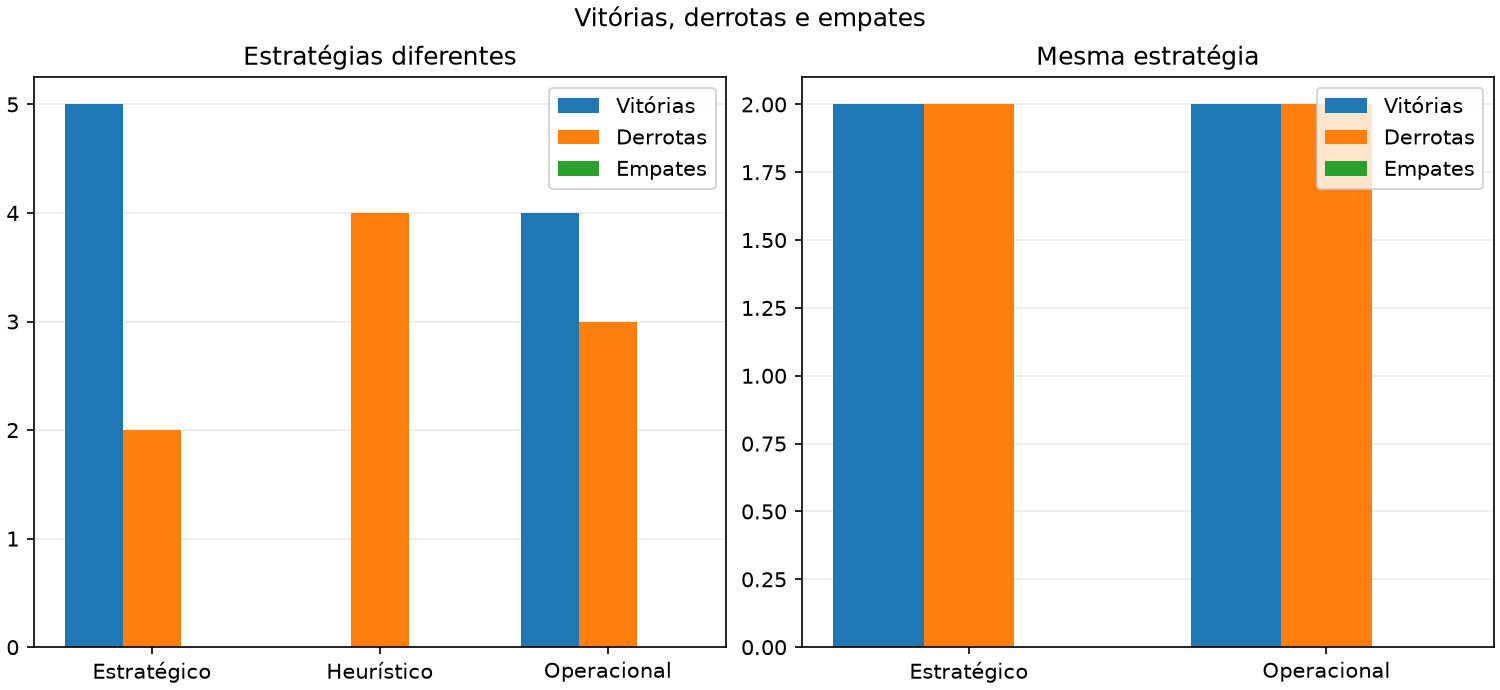 Vitórias, derrotas e empates
Estratégias diferentes
5
4
3
2
1
0
Vitórias
Derrotas
Empates
Estratégico
Heurístico
Operacional
Mesma estratégia
2.00
1.75
1.50
1.25
1.00
0.75
0.50
0.25
0.00
Vitórias
Derrotas
Empates
Estratégico
Operacional